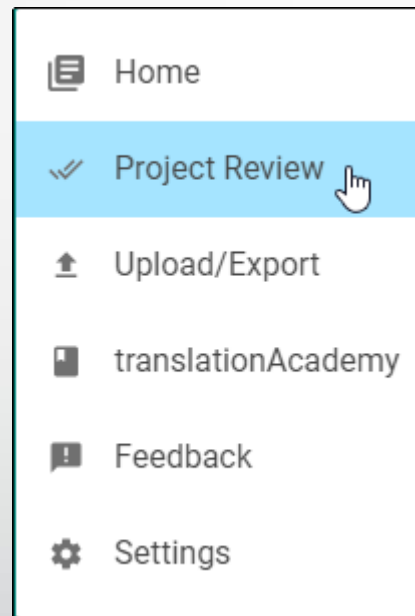 Home
Project Review
Upload/Export
translationAcademy
Feedback
Settings